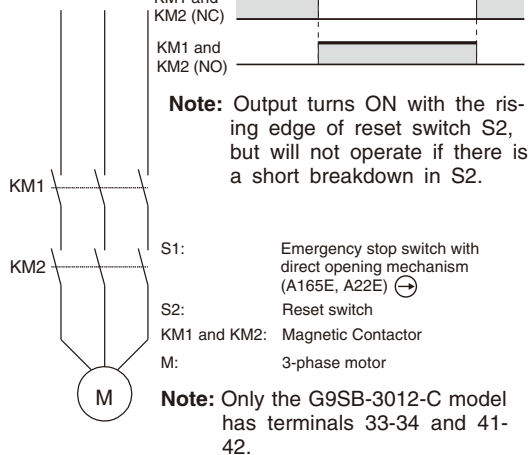 KM1 and
KM2 (NC)
KM1 and
KM2 (NO)
Note: Output turns ON with the ris-
ing edge of reset switch S2,
but will not operate if there is
a short breakdown in S2.
KM1
KM2
S1: Emergency stop switch with
direct opening mechanism
(A165E, A22E)
S2: Reset switch
KM1 and KM2: Magnetic Contactor
M: 3-phase motor
M
Note: Only the G9SB-3012-C model
has terminals 33-34 and 41-
42.